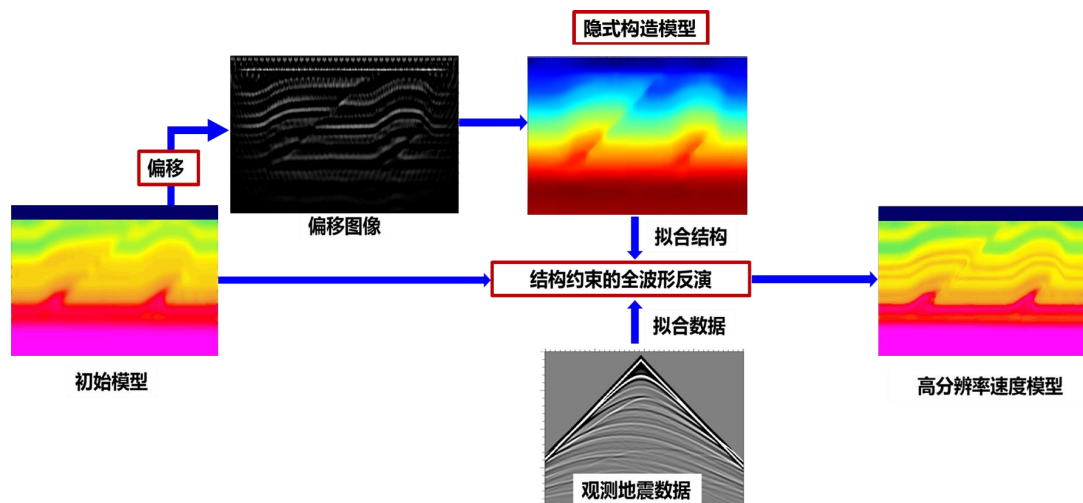 隐式构造模型
偏移
偏移图像
拟合结构
结构约束的全波形反演
拟合数据
初始模型
高分辨率速度模型
观测地震数据